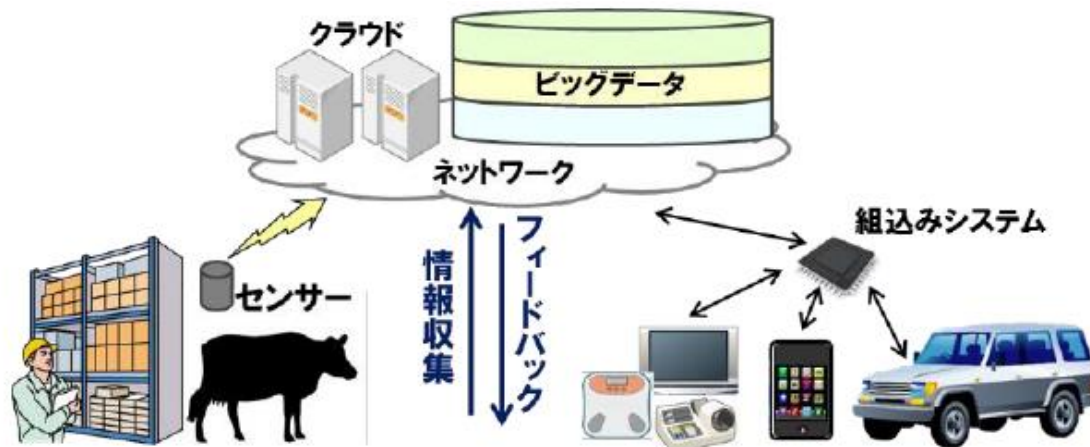 クラウド
ビッグデータ
ネットワーク
組込みシステム
センサー
情報収集
フィードバック